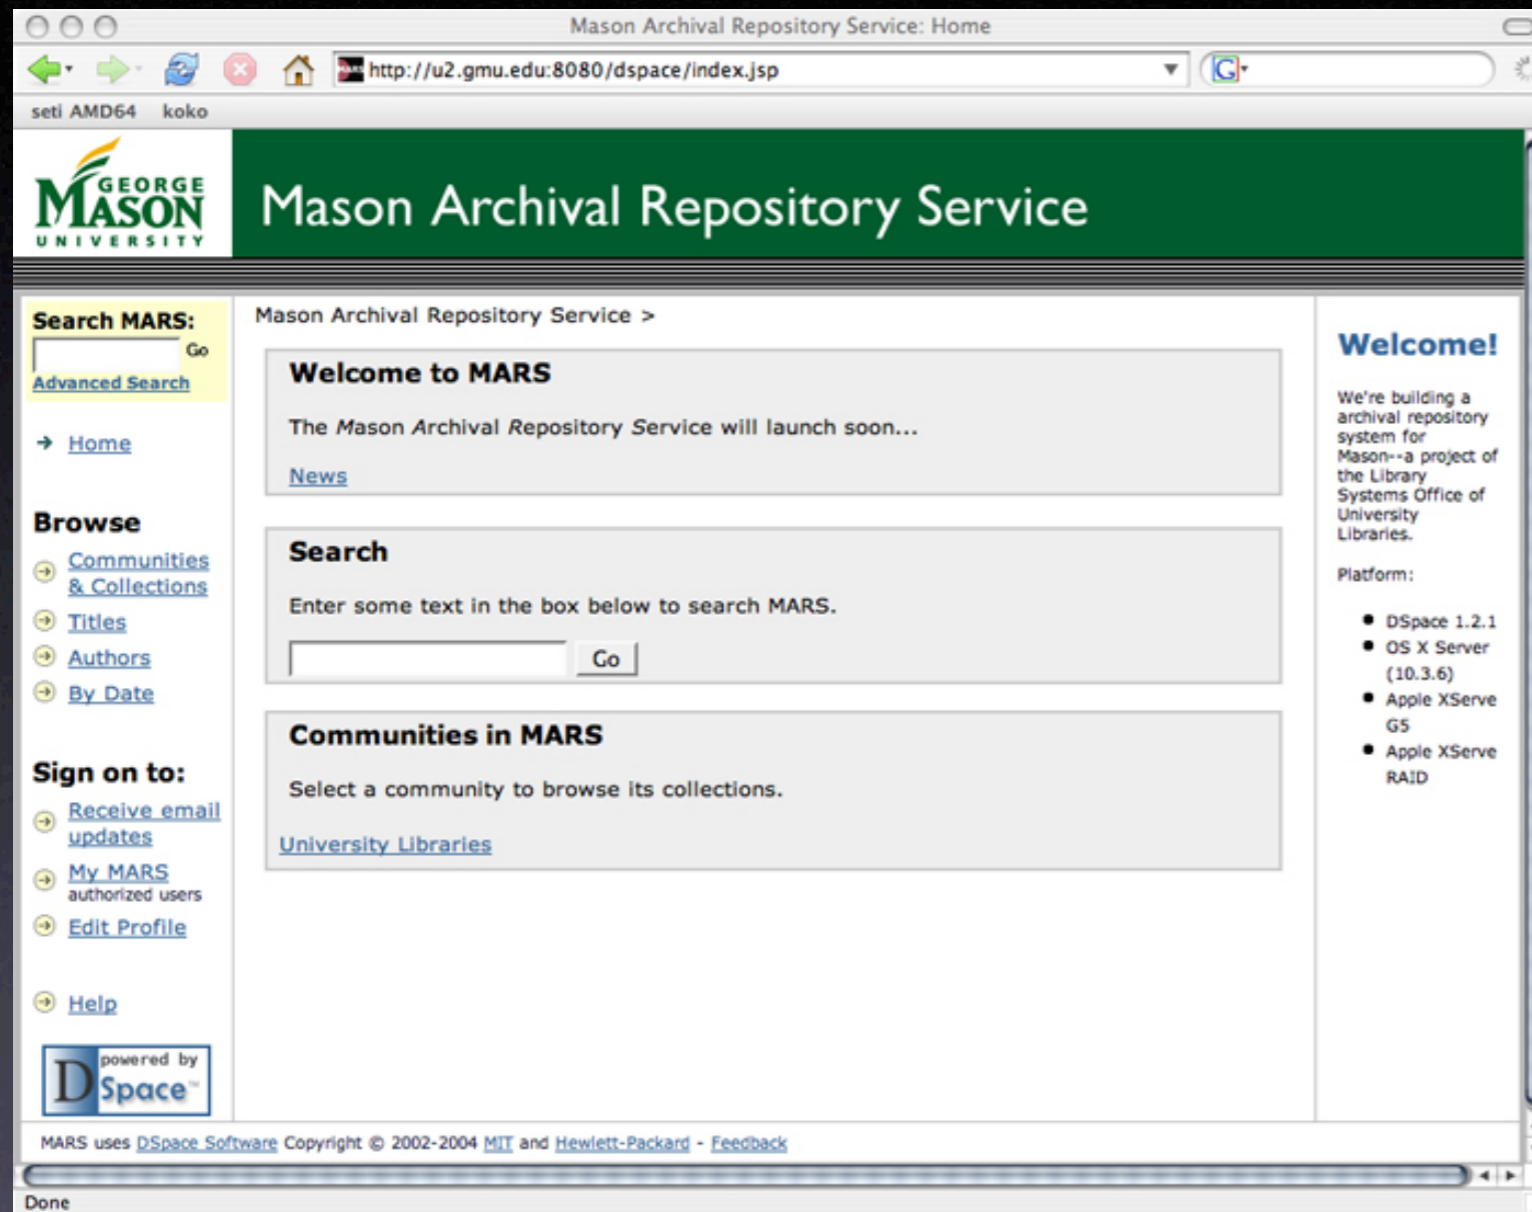 Mason Archival Repository Service: Home
http://u2.gmu.edu:8080/dspace/index.jsp
G
seti AMD64 koko
GEORGE
MASON
UNIVERSITY
Mason Archival Repository Service
Search MARS:
Go
Advanced Search
Home
Browse
Communities
& Collections
Titles
Authors
By Date
Sign on to:
Receive email
updates
My MARS
authorized users
Edit Profile
Help
powered by
DSpace™
Mason Archival Repository Service >
Welcome to MARS
The Mason Archival Repository Service will launch soon...
News
Search
Enter some text in the box below to search MARS.
Go
Communities in MARS
Select a community to browse its collections.
University Libraries
Welcome!
We're building a
archival repository
system for
Mason--a project of
the Library
Systems Office of
University
Libraries.
Platform:
DSpace 1.2.1
OS X Server
(10.3.6)
Apple XServe
G5
Apple XServe
RAID
MARS uses DSpace Software Copyright © 2002-2004 MIT and Hewlett-Packard - Feedback
Done